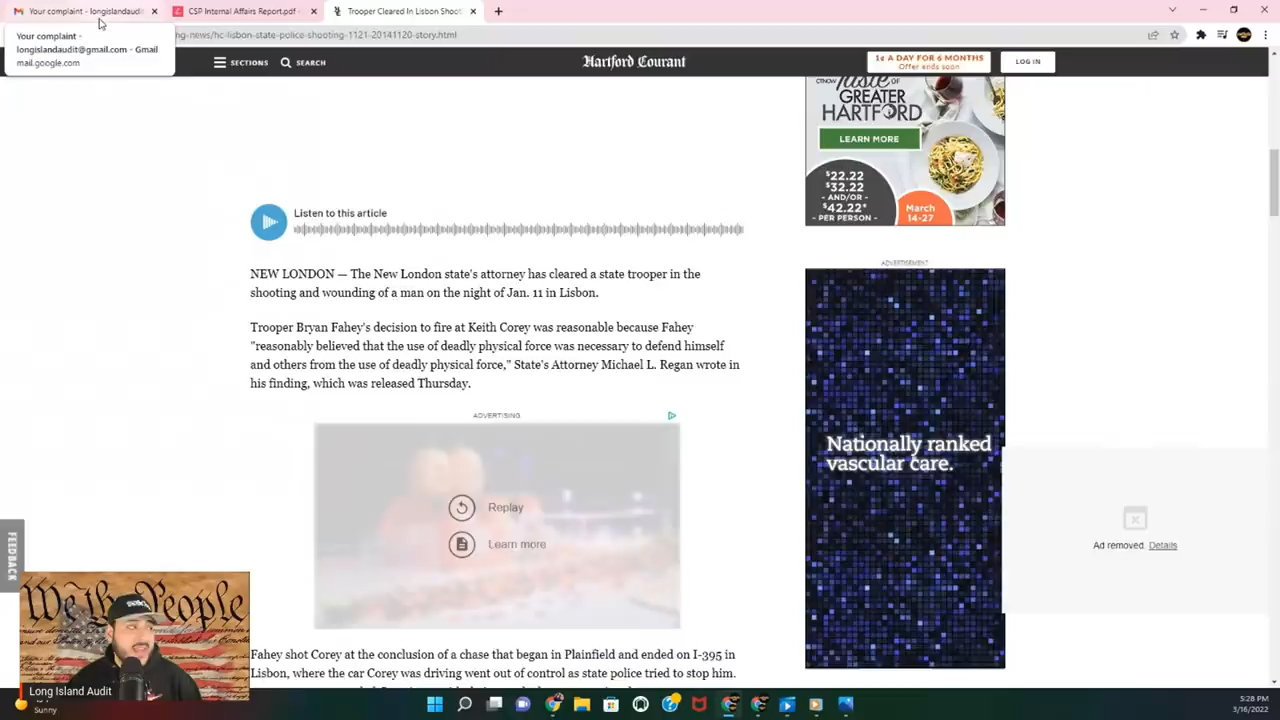 Your complaint - longislandaudit
CSP Internal Affairs Report.pdf -
Trooper Cleared In Lisbon Shoot
Your complaint -
longislandaudit@gmail.com - Gmail
mail.google.com
ng-news/hc-lisbon-state-police-shooting-1121-20141120-story.html
SECTIONS
SEARCH
Hartford Courant
1¢ A DAY FOR 6 MONTHS
Offer ends soon
LOG IN
CTNOW Taste OF
GREATER
HARTFORD
LEARN MORE
$22.22
$32.22
- AND/OR -
$42.22*
- PER PERSON -
March
14-27
Listen to this article
ADVERTISEMENT
NEW LONDON — The New London state's attorney has cleared a state trooper in the
shooting and wounding of a man on the night of Jan. 11 in Lisbon.
Trooper Bryan Fahey's decision to fire at Keith Corey was reasonable because Fahey
"reasonably believed that the use of deadly physical force was necessary to defend himself
and others from the use of deadly physical force," State's Attorney Michael L. Regan wrote in
his finding, which was released Thursday.
ADVERTISING
Nationally ranked
vascular care.
Replay
Learn more
Ad removed. Details
FEEDBACK
We the People
Fahey shot Corey at the conclusion of a chase that began in Plainfield and ended on I-395 in
Lisbon, where the car Corey was driving went out of control as state police tried to stop him.
Long Island Audit
Sunny
5:28 PM
3/16/2022